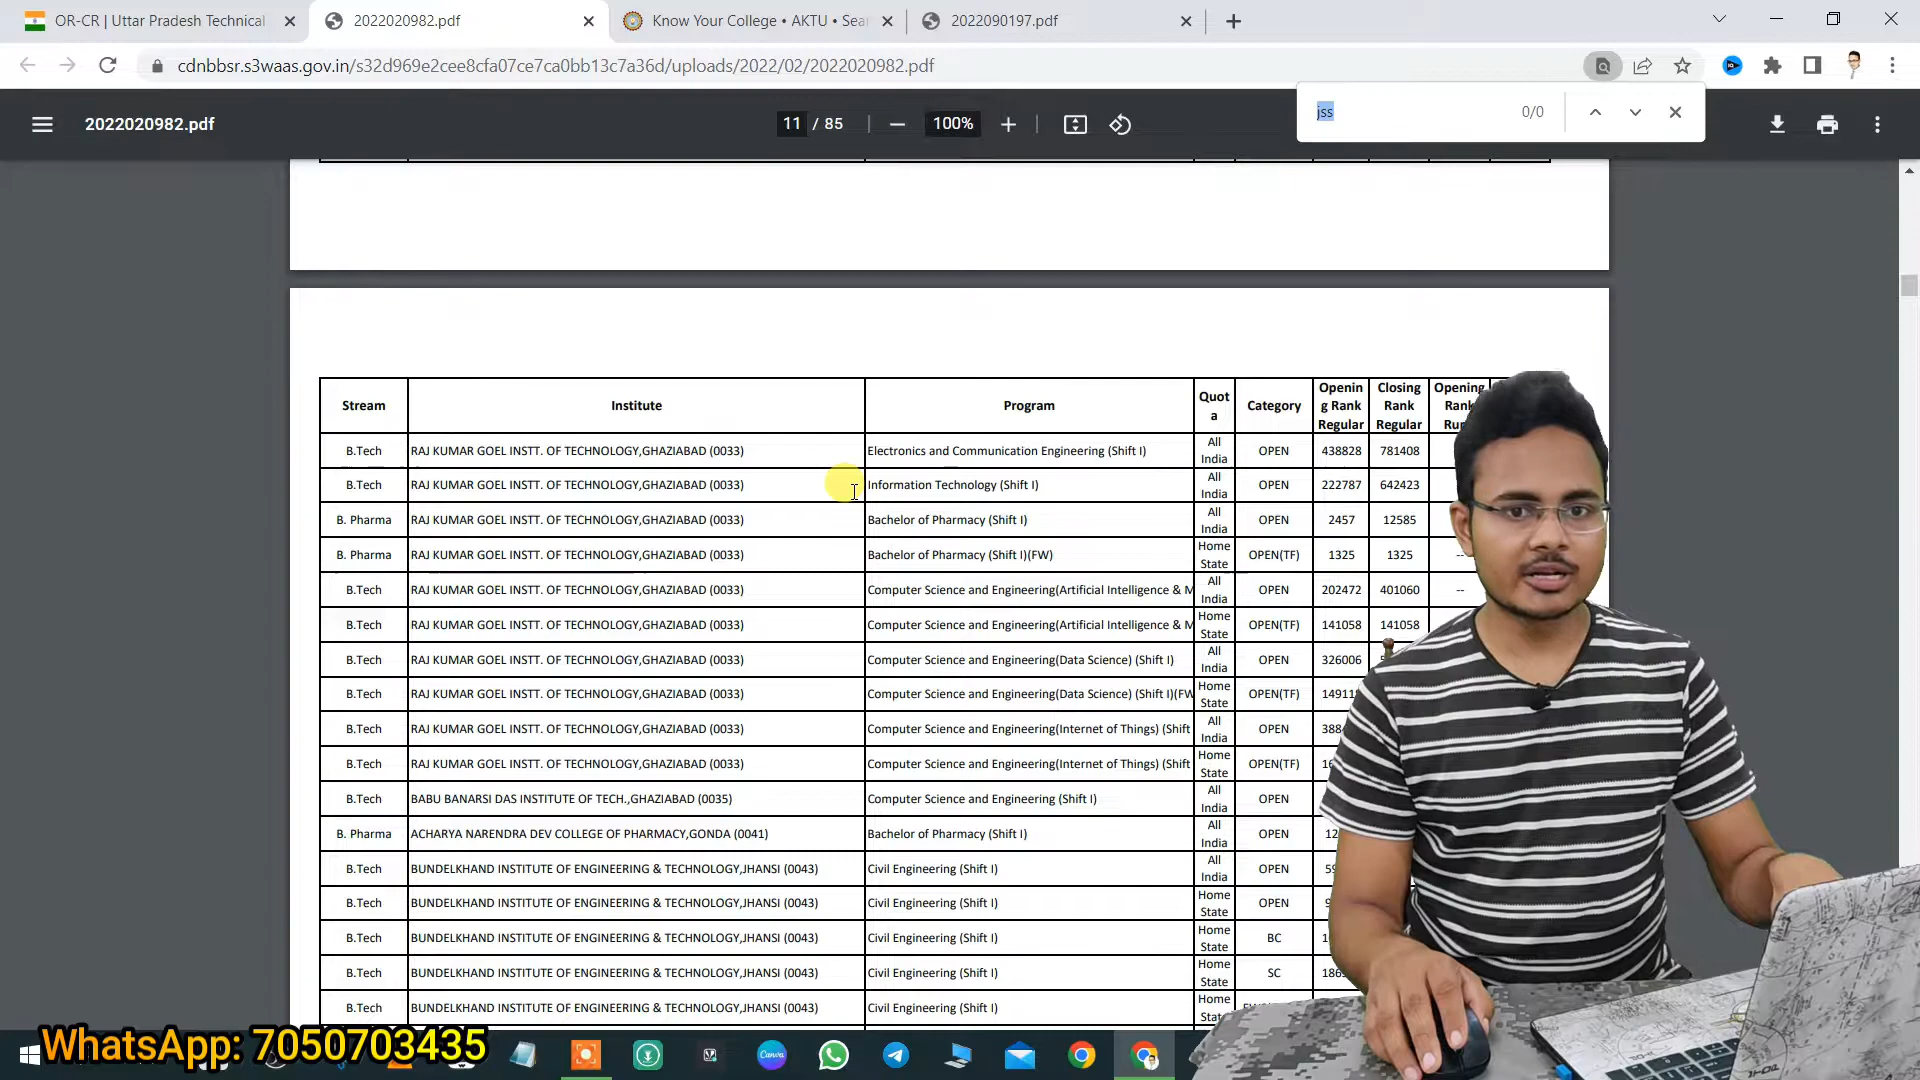 OR-CR | Uttar Pradesh Technical
2022020982.pdf
Know Your College • AKTU • Sea
2022090197.pdf
cdnbbsr.s3waas.gov.in/s32d969e2cee8cfa07ce7ca0bb13c7a36d/uploads/2022/02/2022020982.pdf
jss
0/0
2022020982.pdf
11 / 85
100%
Stream Institute Program Quota Category Opening Rank Regular Closing Rank Regular Opening
B.Tech RAJ KUMAR GOEL INSTT. OF TECHNOLOGY,GHAZIABAD (0033) Electronics and Communication Engineering (Shift I) All India OPEN 438828 781408
B.Tech RAJ KUMAR GOEL INSTT. OF TECHNOLOGY,GHAZIABAD (0033) Information Technology (Shift I) All India OPEN 222787 642423
B. Pharma RAJ KUMAR GOEL INSTT. OF TECHNOLOGY,GHAZIABAD (0033) Bachelor of Pharmacy (Shift I) All India OPEN 2457 12585
B. Pharma RAJ KUMAR GOEL INSTT. OF TECHNOLOGY,GHAZIABAD (0033) Bachelor of Pharmacy (Shift I)(FW) Home State OPEN(TF) 1325 1325 --
B.Tech RAJ KUMAR GOEL INSTT. OF TECHNOLOGY,GHAZIABAD (0033) Computer Science and Engineering(Artificial Intelligence & M All India OPEN 202472 401060 --
B.Tech RAJ KUMAR GOEL INSTT. OF TECHNOLOGY,GHAZIABAD (0033) Computer Science and Engineering(Artificial Intelligence & M Home State OPEN(TF) 141058 141058
B.Tech RAJ KUMAR GOEL INSTT. OF TECHNOLOGY,GHAZIABAD (0033) Computer Science and Engineering(Data Science) (Shift I) All India OPEN 326006
B.Tech RAJ KUMAR GOEL INSTT. OF TECHNOLOGY,GHAZIABAD (0033) Computer Science and Engineering(Data Science) (Shift I)(FW Home State OPEN(TF)
B.Tech RAJ KUMAR GOEL INSTT. OF TECHNOLOGY,GHAZIABAD (0033) Computer Science and Engineering(Internet of Things) (Shift All India OPEN
B.Tech RAJ KUMAR GOEL INSTT. OF TECHNOLOGY,GHAZIABAD (0033) Computer Science and Engineering(Internet of Things) (Shift Home State OPEN(TF)
B.Tech BABU BANARSI DAS INSTITUTE OF TECH.,GHAZIABAD (0035) Computer Science and Engineering (Shift I) All India OPEN
B. Pharma ACHARYA NARENDRA DEV COLLEGE OF PHARMACY,GONDA (0041) Bachelor of Pharmacy (Shift I) All India OPEN
B.Tech BUNDELKHAND INSTITUTE OF ENGINEERING & TECHNOLOGY,JHANSI (0043) Civil Engineering (Shift I) All India OPEN
B.Tech BUNDELKHAND INSTITUTE OF ENGINEERING & TECHNOLOGY,JHANSI (0043) Civil Engineering (Shift I) Home State OPEN
B.Tech BUNDELKHAND INSTITUTE OF ENGINEERING & TECHNOLOGY,JHANSI (0043) Civil Engineering (Shift I) Home State BC
B.Tech BUNDELKHAND INSTITUTE OF ENGINEERING & TECHNOLOGY,JHANSI (0043) Civil Engineering (Shift I) Home State SC
B.Tech BUNDELKHAND INSTITUTE OF ENGINEERING & TECHNOLOGY,JHANSI (0043) Civil Engineering (Shift I) Home
WhatsApp: 7050703435
Canva